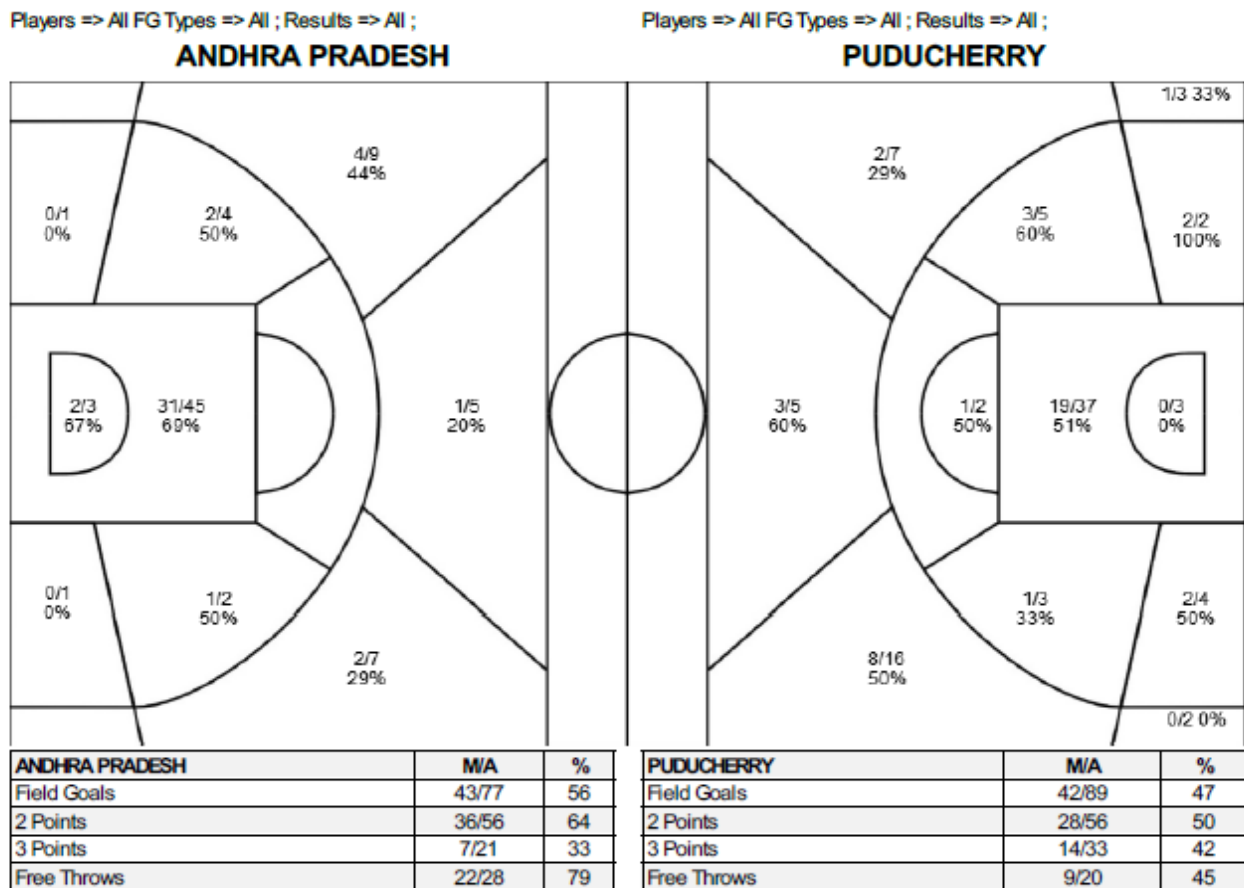 Players => All FG Types => All ; Results => All ;
Players => All FG Types => All ; Results => All ;
ANDHRA PRADESH
PUDUCHERRY
1/3 33%
4/9
44%
2/7
29%
0/1
0%
2/4
50%
3/5
60%
2/2
100%
2/3
67%
31/45
69%
1/5
20%
3/5
60%
1/2
50%
19/37
51%
0/3
0%
0/1
0%
1/2
50%
1/3
33%
2/4
50%
2/7
29%
8/16
50%
0/2 0%
ANDHRA PRADESH M/A %
Field Goals 43/77 56
2 Points 36/56 64
3 Points 7/21 33
Free Throws 22/28 79
PUDUCHERRY M/A %
Field Goals 42/89 47
2 Points 28/56 50
3 Points 14/33 42
Free Throws 9/20 45